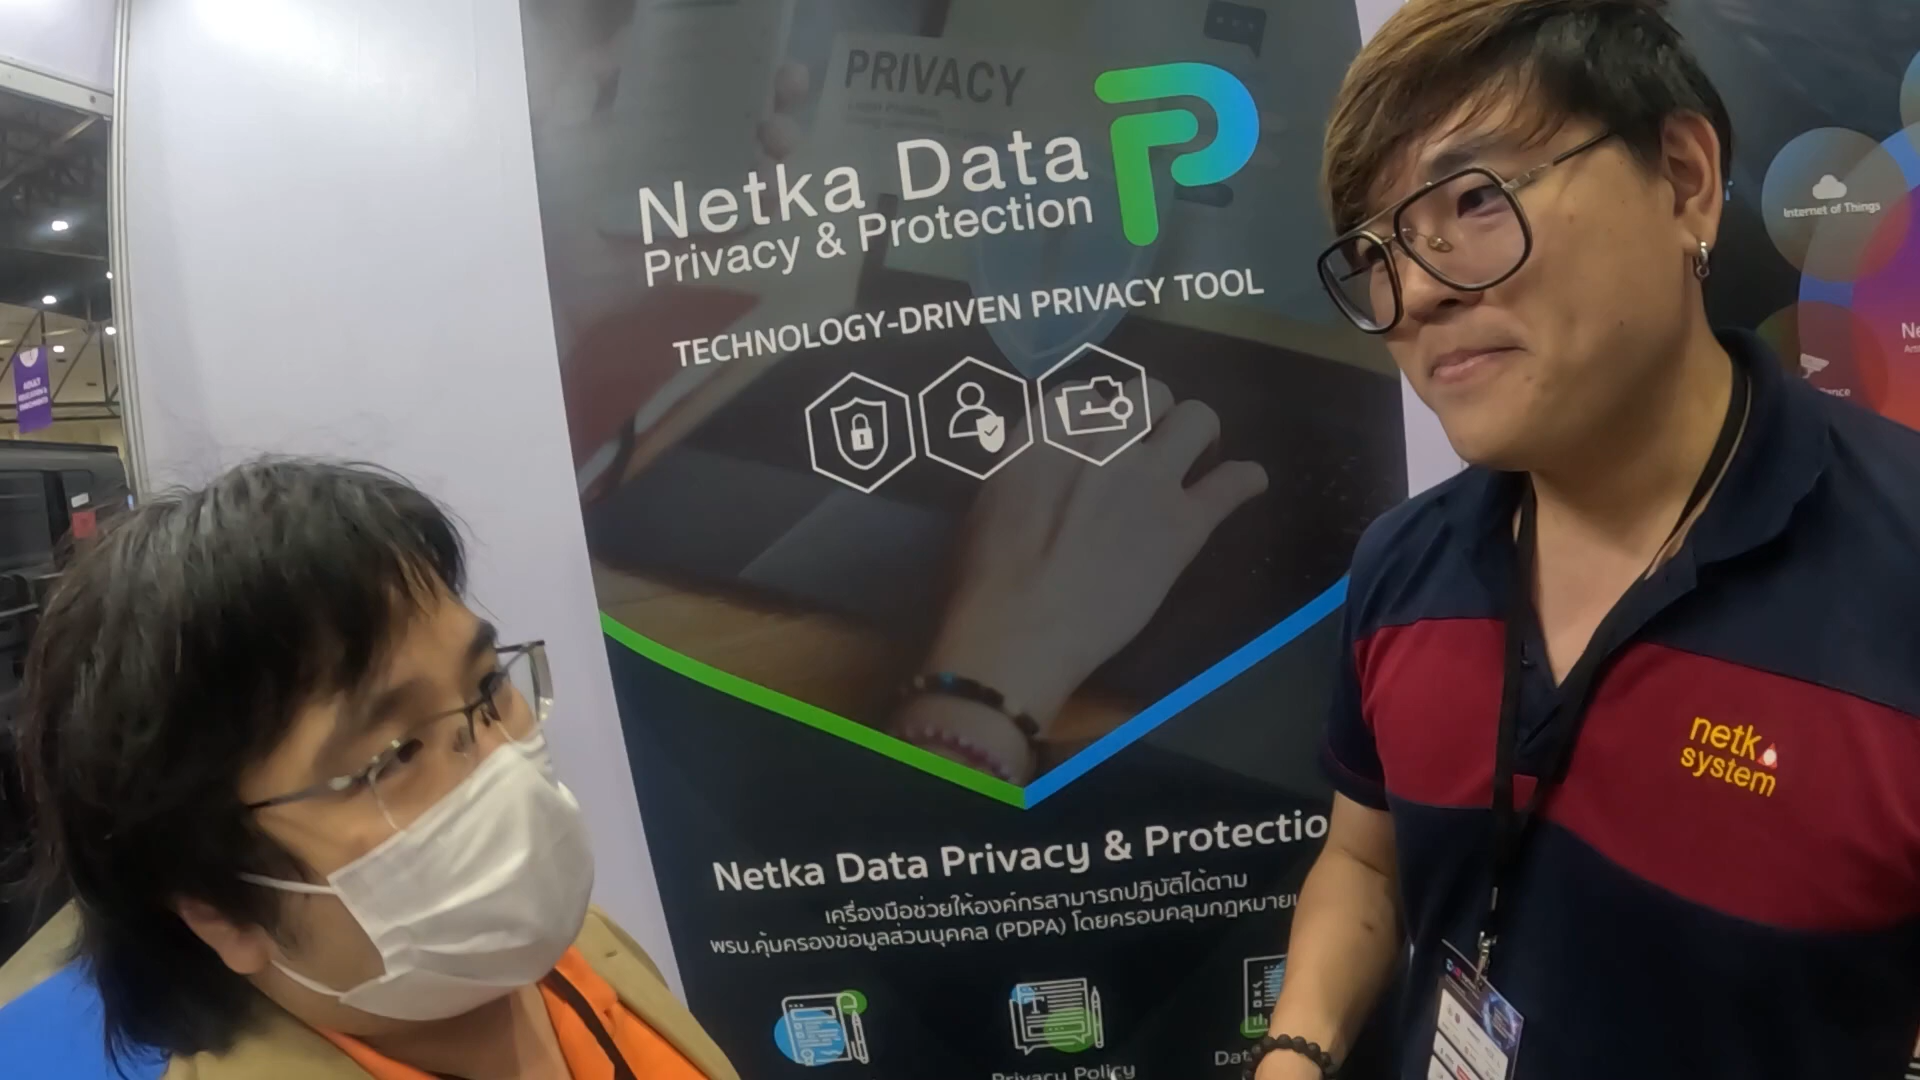 PRIVACY
Netka Data
Privacy & Protection
TECHNOLOGY-DRIVEN PRIVACY TOOL
Internet of Things
netka
system
Netka Data Privacy & Protectio
เครื่องมือช่วยให้องค์กรสามารถปฏิบัติได้ตาม
พรบ.คุ้มครองข้อมูลส่วนบุคคล (PDPA) โดยครอบคลุมกฎหมาย
Privacy Policy
Dat